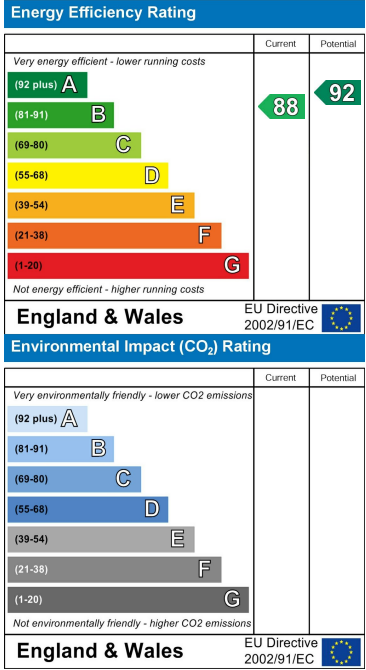 Energy Efficiency Rating
Current Potential
Very energy efficient - lower running costs
(92 plus) A
92
88
(81-91) B
(69-80) C
(55-68) D
(39-54) E
(21-38) F
(1-20) G
Not energy efficient - higher running costs
England & Wales
EU Directive
2002/91/EC
Environmental Impact (CO₂) Rating
Current Potential
Very environmentally friendly - lower CO2 emissions
(92 plus) A
(81-91) B
(69-80) C
(55-68) D
(39-54) E
(21-38) F
(1-20) G
Not environmentally friendly - higher CO2 emissions
England & Wales
EU Directive
2002/91/EC